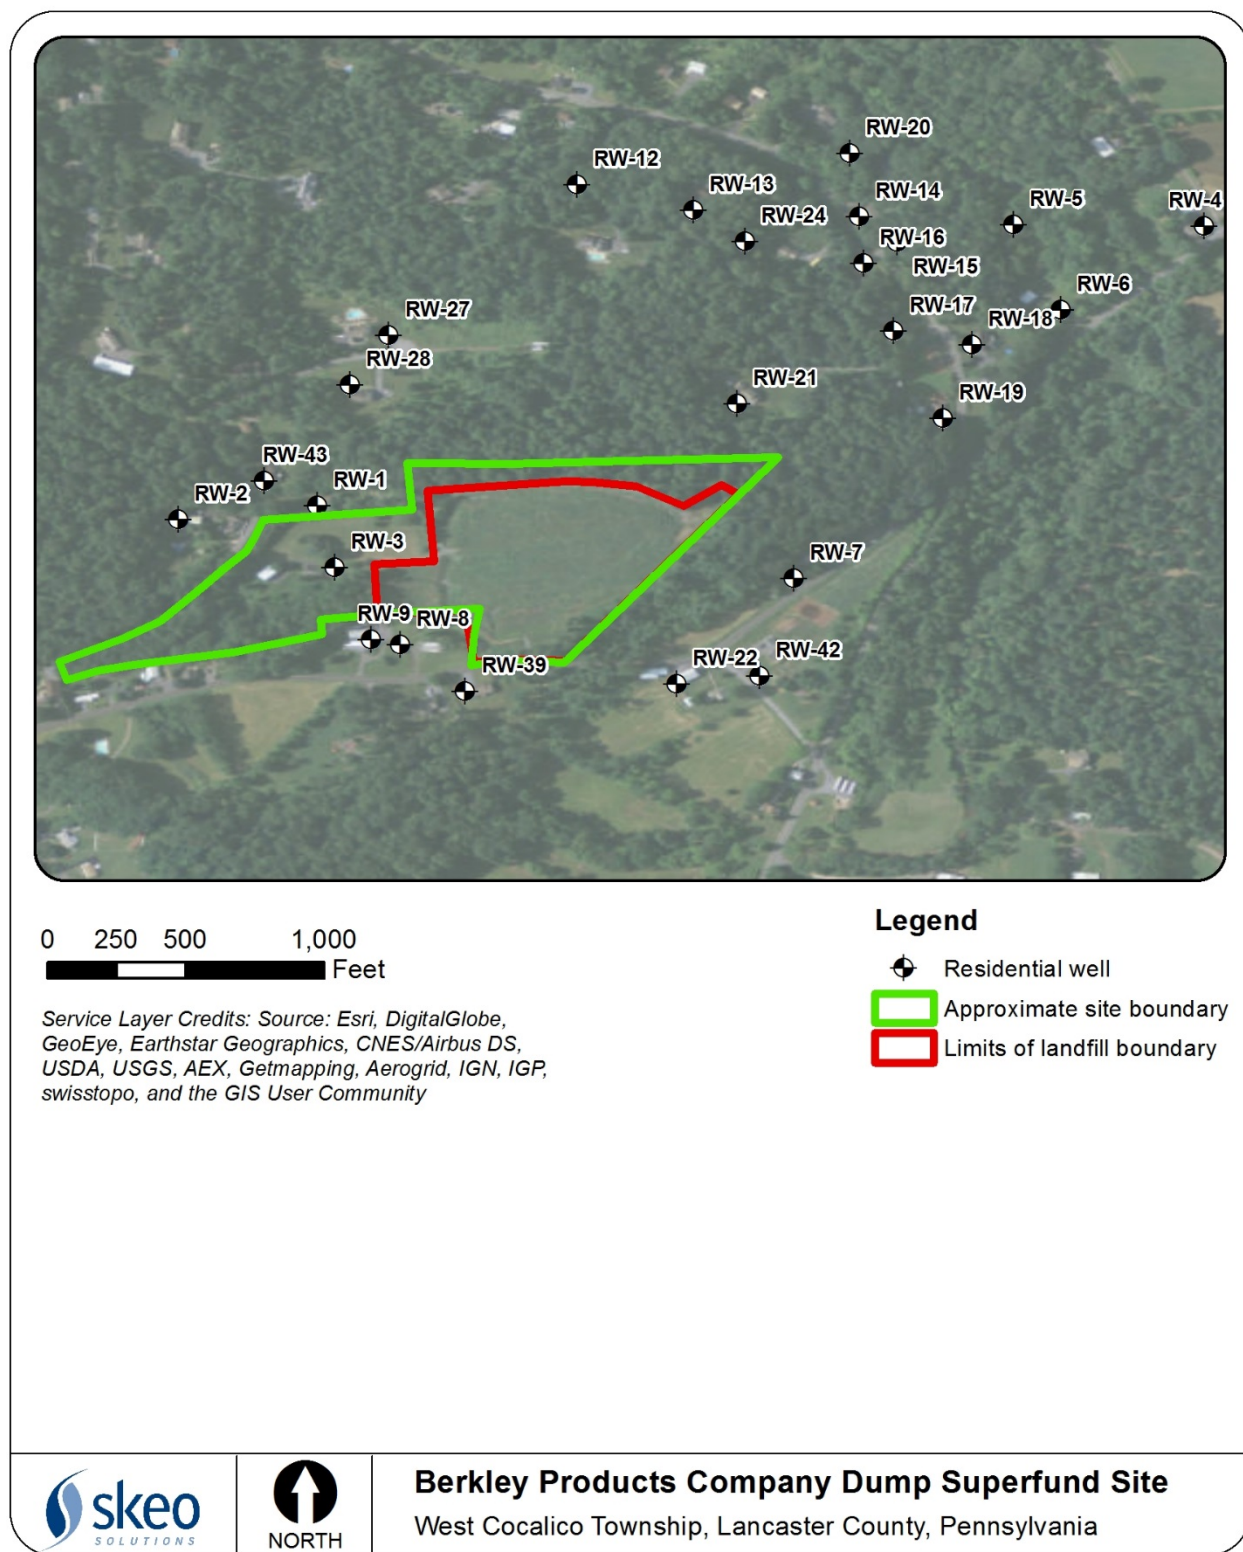 RW-20
RW-12
RW-13
RW-14
RW-5
RW-4
RW-24
RW-16
RW-15
RW-6
RW-27
RW-17
RW-18
RW-28
RW-21
RW-19
RW-43
RW-1
RW-2
RW-3
RW-7
RW-9
RW-8
RW-39
RW-22
RW-42
0 250 500 1,000
Feet
Service Layer Credits: Source: Esri, DigitalGlobe,
GeoEye, Earthstar Geographics, CNES/Airbus DS,
USDA, USGS, AEX, Getmapping, Aerogrid, IGN, IGP,
swisstopo, and the GIS User Community
Legend
Residential well
Approximate site boundary
Limits of landfill boundary
skeo
SOLUTIONS
NORTH
Berkley Products Company Dump Superfund Site
West Cocalico Township, Lancaster County, Pennsylvania